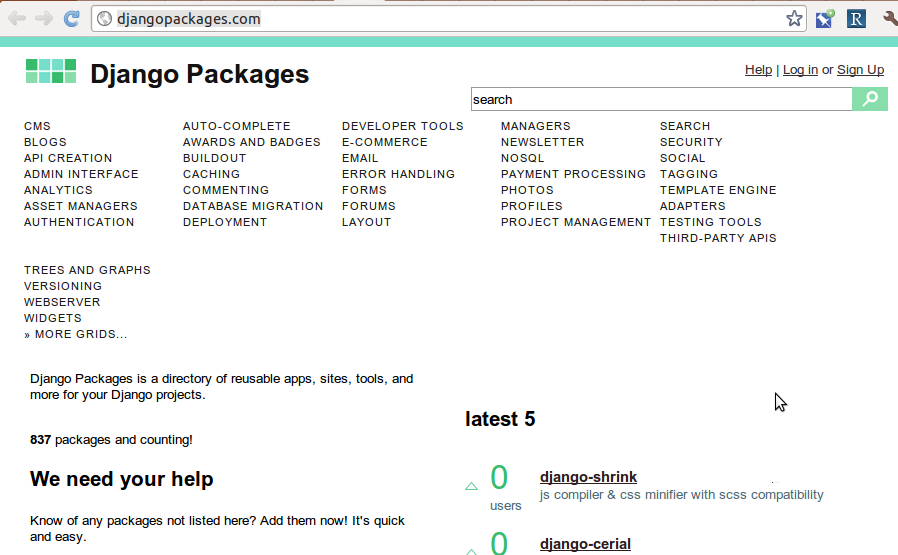 djangopackages.com
R
Django Packages
Help | Log in or Sign Up
search
CMS
BLOGS
API CREATION
ADMIN INTERFACE
ANALYTICS
ASSET MANAGERS
AUTHENTICATION
AUTO-COMPLETE
AWARDS AND BADGES
BUILDOUT
CACHING
COMMENTING
DATABASE MIGRATION
DEPLOYMENT
DEVELOPER TOOLS
E-COMMERCE
EMAIL
ERROR HANDLING
FORMS
FORUMS
LAYOUT
MANAGERS
NEWSLETTER
NOSQL
PAYMENT PROCESSING
PHOTOS
PROFILES
PROJECT MANAGEMENT
SEARCH
SECURITY
SOCIAL
TAGGING
TEMPLATE ENGINE
ADAPTERS
TESTING TOOLS
THIRD-PARTY APIS
TREES AND GRAPHS
VERSIONING
WEBSERVER
WIDGETS
» MORE GRIDS...
Django Packages is a directory of reusable apps, sites, tools, and
more for your Django projects.
837 packages and counting!
We need your help
Know of any packages not listed here? Add them now! It's quick
and easy.
latest 5
0
users
django-shrink
js compiler & css minifier with scss compatibility
0
django-cerial